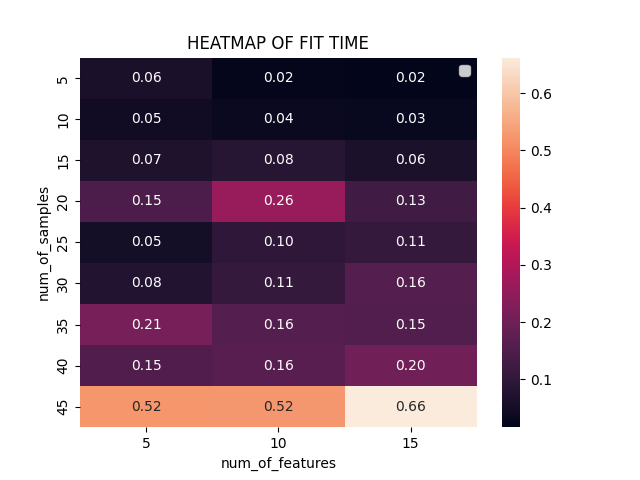 HEATMAP OF FIT TIME
num_of_samples
5 0.06 0.02 0.02
10 0.05 0.04 0.03
15 0.07 0.08 0.06
20 0.15 0.26 0.13
25 0.05 0.10 0.11
30 0.08 0.11 0.16
35 0.21 0.16 0.15
40 0.15 0.16 0.20
45 0.52 0.52 0.66
5 10 15
num_of_features
0.6
0.5
0.4
0.3
0.2
0.1